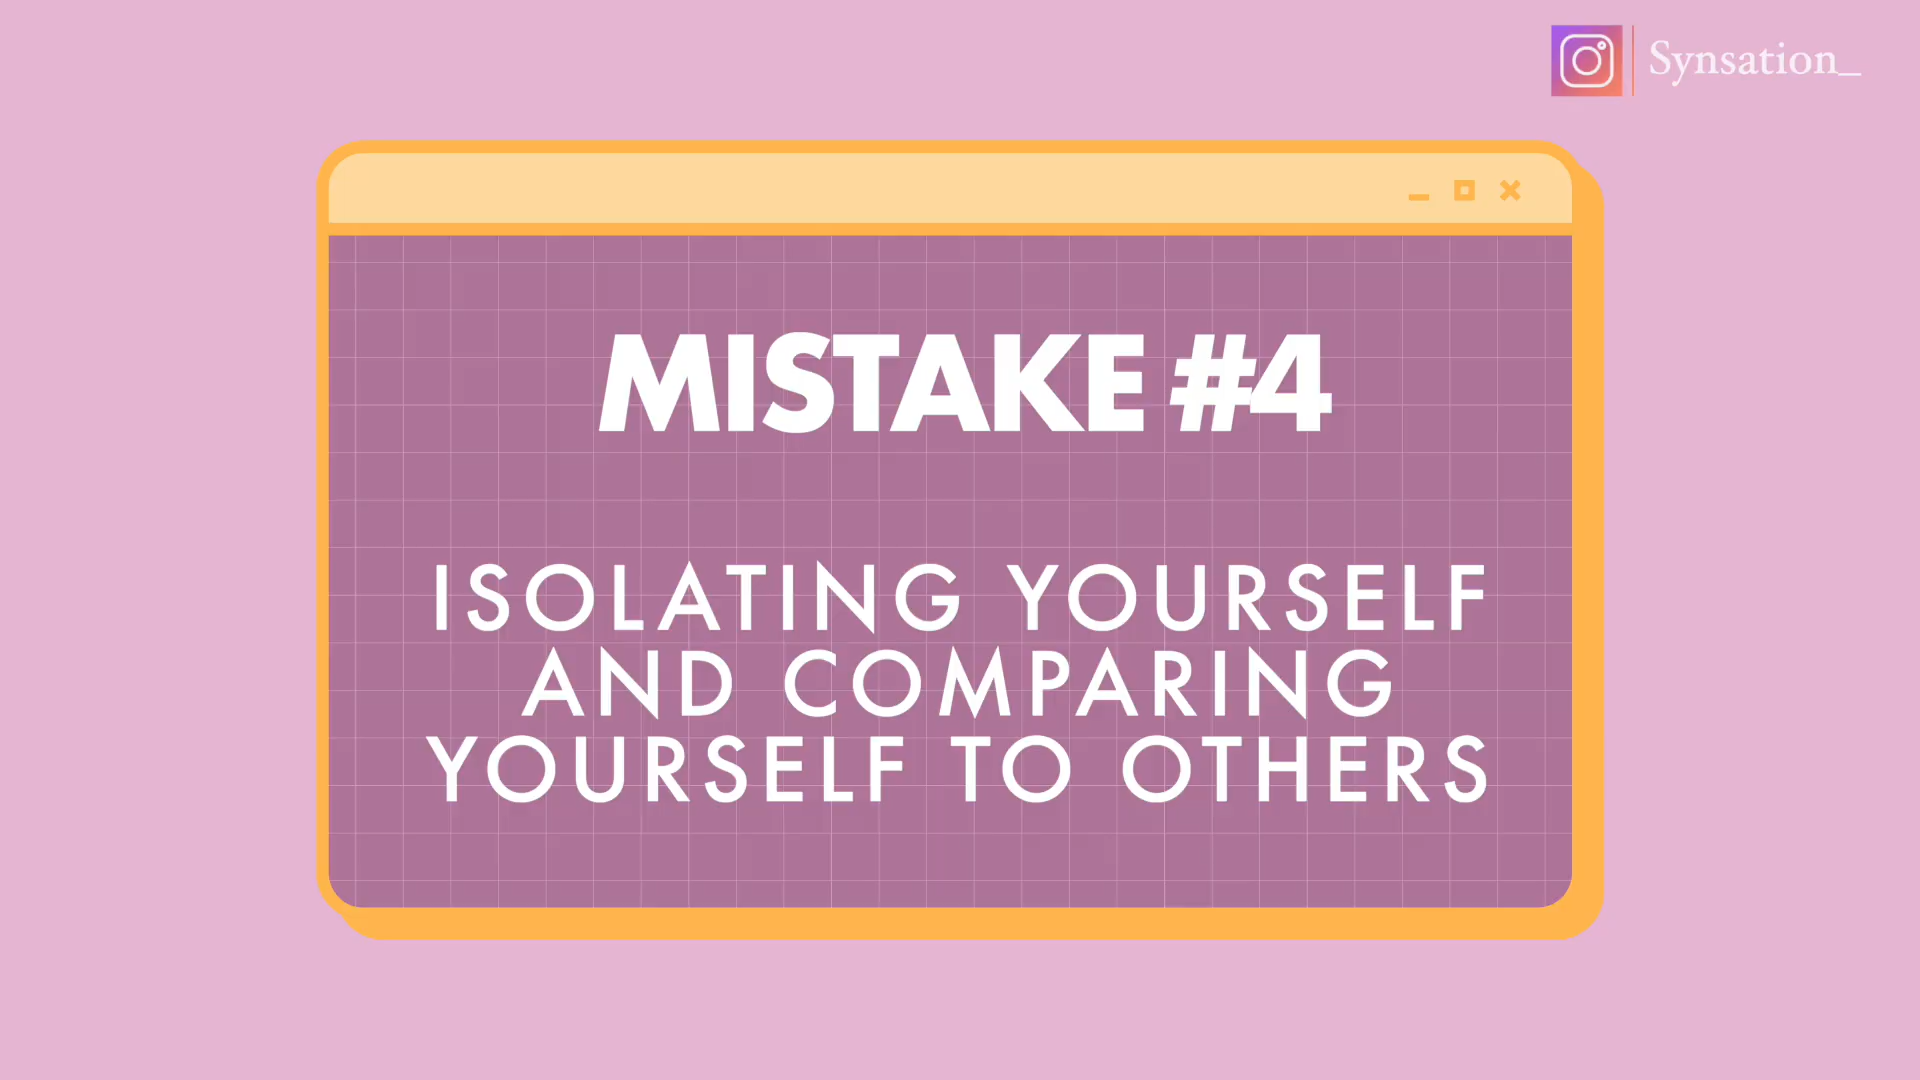 Synsation_
MISTAKE #4
ISOLATING YOURSELF
AND COMPARING
YOURSELF TO OTHERS